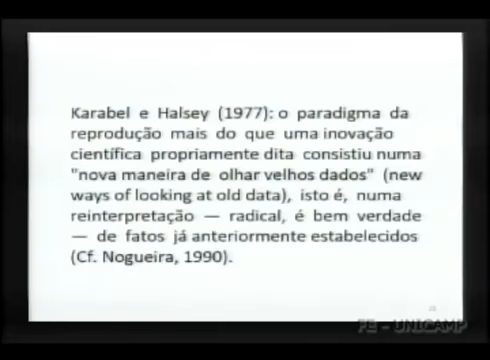 Karabel e Halsey (1977): o paradigma da
reprodução mais do que uma inovação
científica propriamente dita consistiu numa
"nova maneira de olhar velhos dados" (new
ways of looking at old data), isto é, numa
reinterpretação — radical, é bem verdade
— de fatos já anteriormente estabelecidos
(Cf. Nogueira, 1990).
FE - UNICAMP